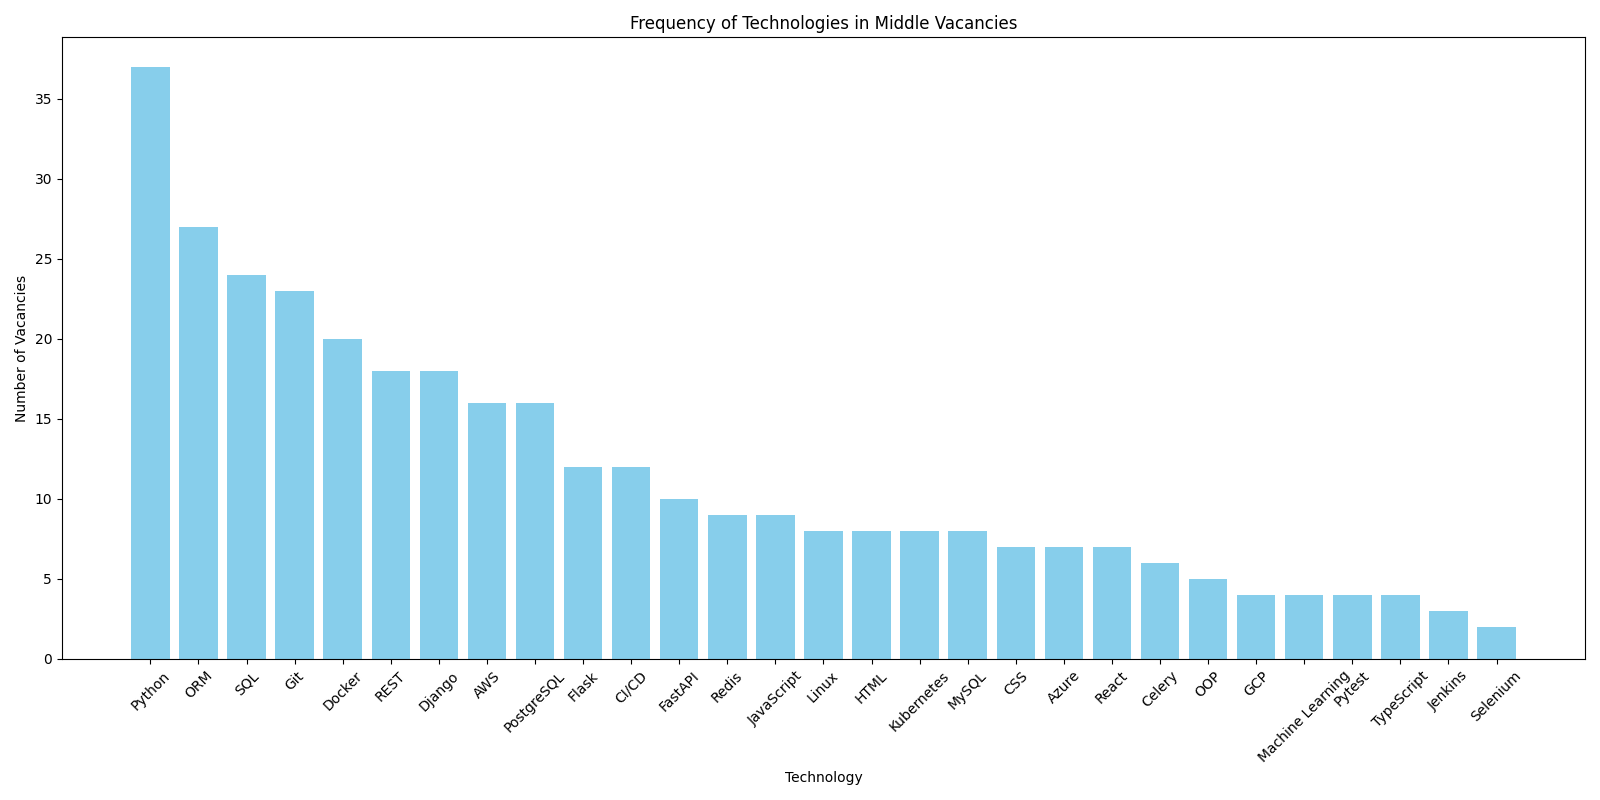 Frequency of Technologies in Middle Vacancies
Number of Vacancies
35
30
25
20
15
10
5
0
Python
ORM
SQL
Git
Docker
REST
Django
AWS
PostgreSQL
Flask
CI/CD
FastAPI
Redis
JavaScript
Linux
HTML
Kubernetes
MySQL
CSS
Azure
React
Celery
OOP
GCP
Machine Learning
Pytest
TypeScript
Jenkins
Selenium
Technology